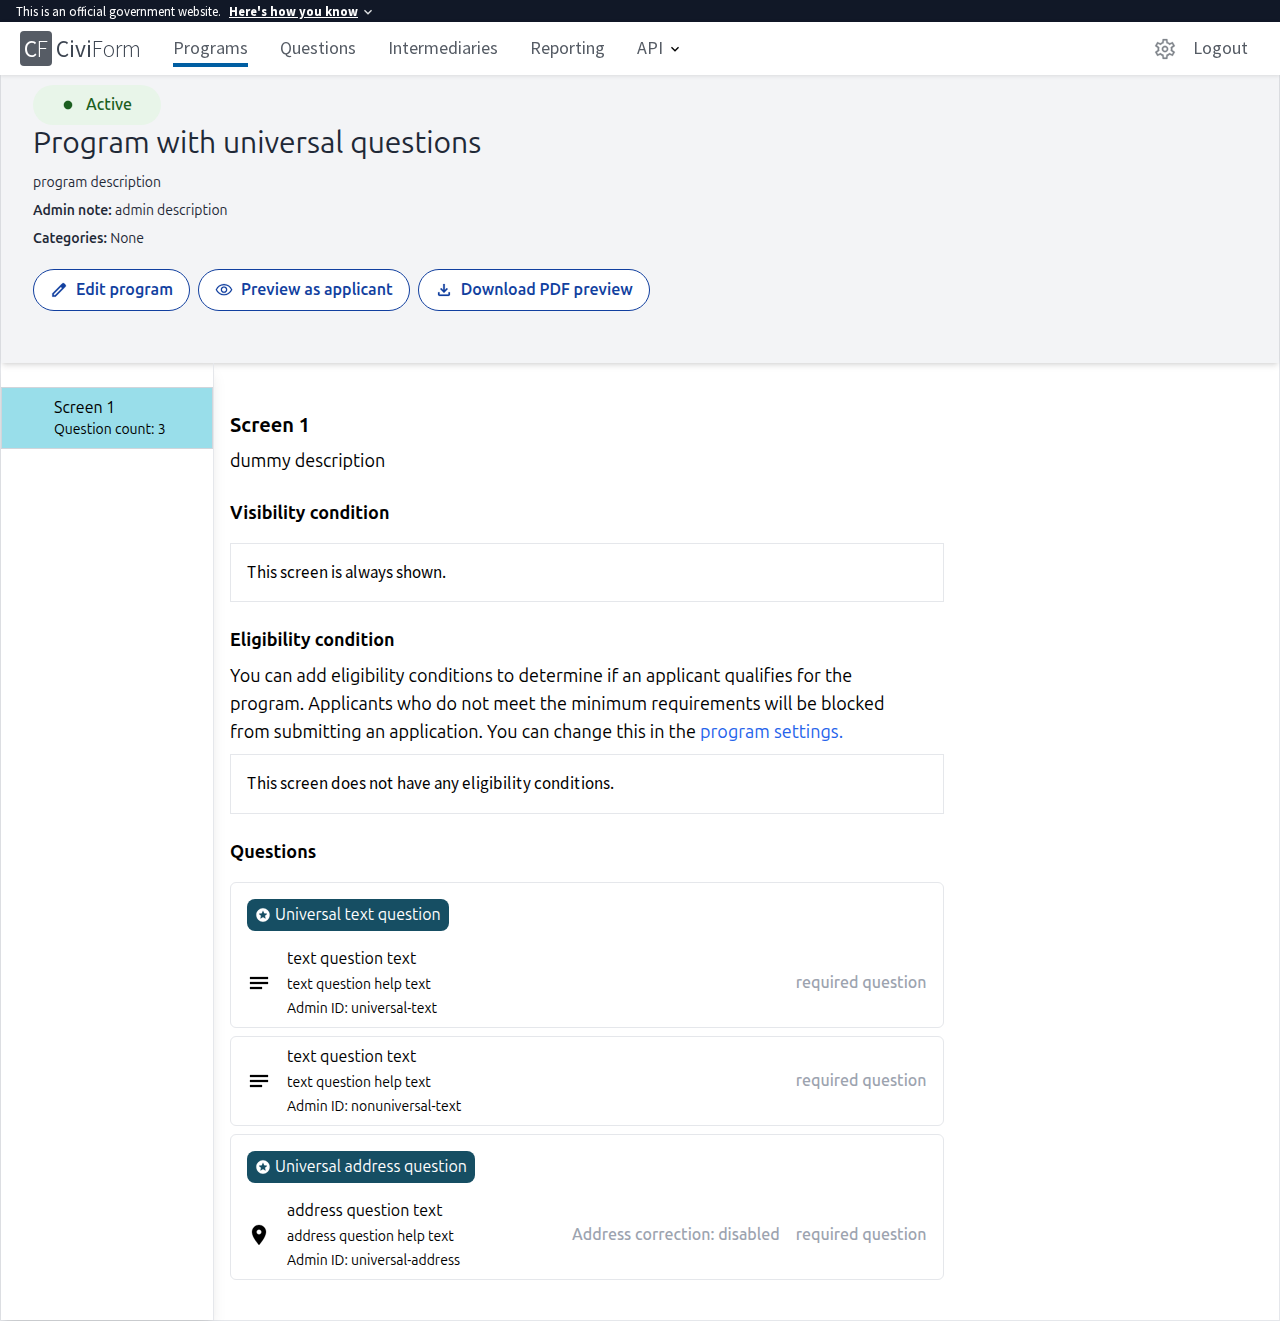 This is an official government website. Here's how you know
CF CiviForm Programs Questions Intermediaries Reporting API Logout
Active
Program with universal questions
program description
Admin note: admin description
Categories: None
Edit program Preview as applicant Download PDF preview
Screen 1
Question count: 3
Screen 1
dummy description
Visibility condition
This screen is always shown.
Eligibility condition
You can add eligibility conditions to determine if an applicant qualifies for the
program. Applicants who do not meet the minimum requirements will be blocked
from submitting an application. You can change this in the program settings.
This screen does not have any eligibility conditions.
Questions
Universal text question
text question text
text question help text
Admin ID: universal-text
required question
text question text
text question help text
Admin ID: nonuniversal-text
required question
Universal address question
address question text
address question help text
Admin ID: universal-address
Address correction: disabled required question